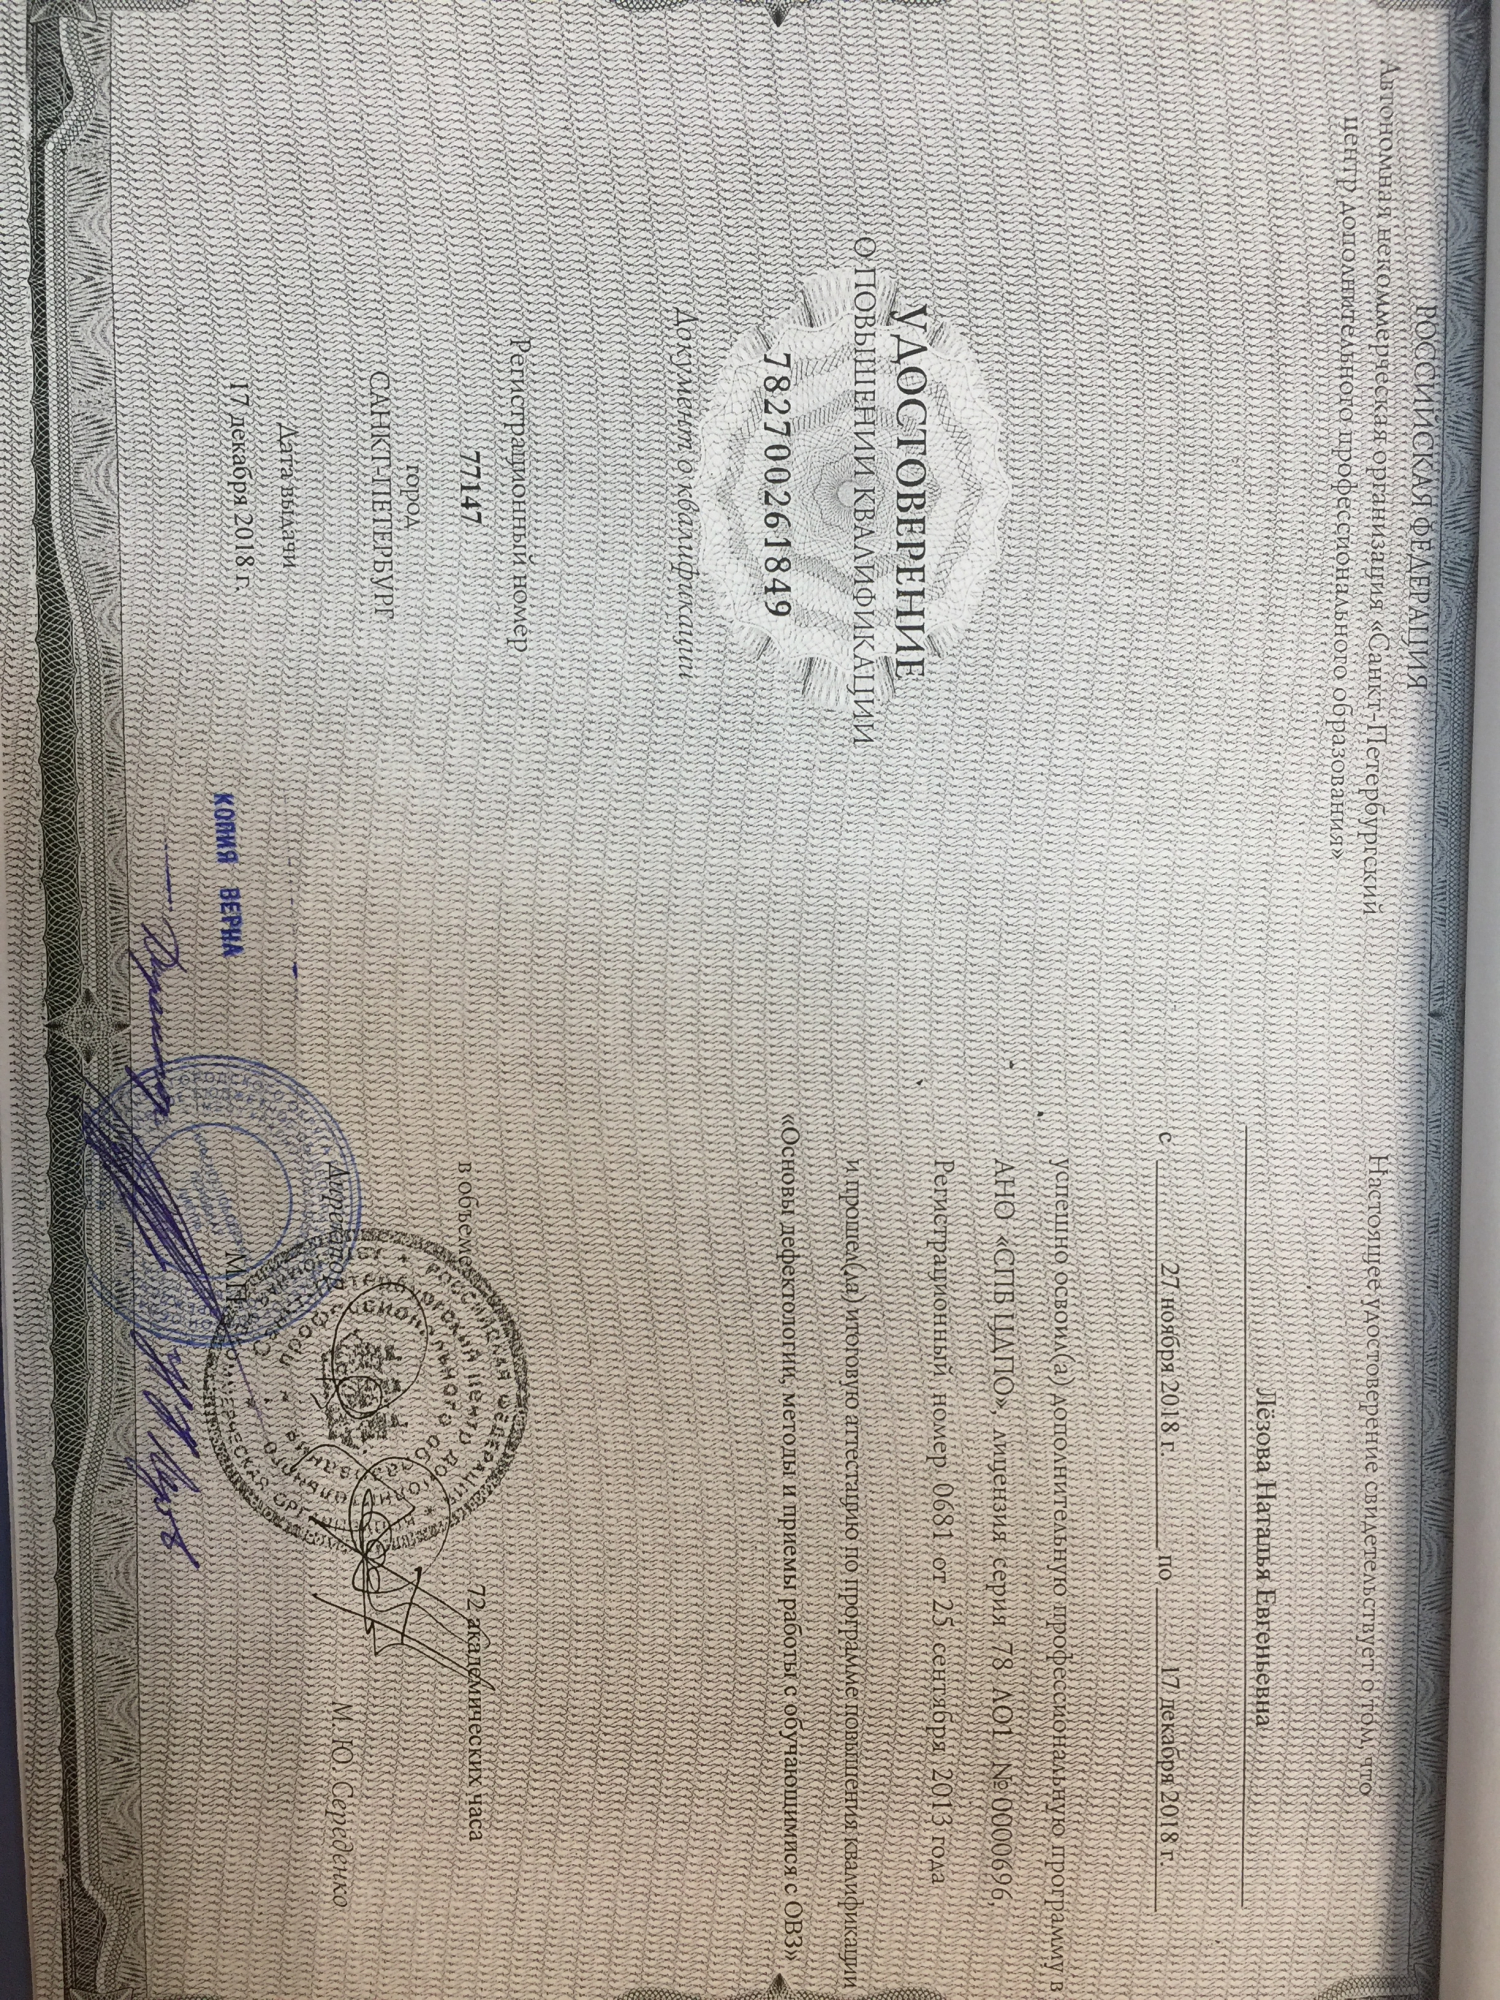 РОССИЙСКАЯ ФЕДЕРАЦИЯ
Автономная некоммерческая организация «Санкт-Петербургский
центр дополнительного профессионального образования»
УДОСТОВЕРЕНИЕ
О ПОВЫШЕНИИ КВАЛИФИКАЦИИ
782700261849
Документ о квалификации
Регистрационный номер
77147
город
САНКТ-ПЕТЕРБУРГ
Дата выдачи
17 декабря 2018 г.
КОПИЯ ВЕРНА
Настоящее удостоверение свидетельствует о том, что
Лёзова Наталья Евгеньевна
с 27 ноября 2018 г. по 17 декабря 2018 г.
успешно освоил(а) дополнительную профессиональную программу в
АНО «СПБ ЦДПО», лицензия серия 78 ЛО1 № 0000696,
Регистрационный номер 0681 от 25 сентября 2013 года
и прошел(ла) итоговую аттестацию по программе повышения квалификации
«Основы дефектологии, методы и приемы работы с обучающимися с ОВЗ»
в объеме 72 академических часа
Директор М.Ю. Середенко
М.П.